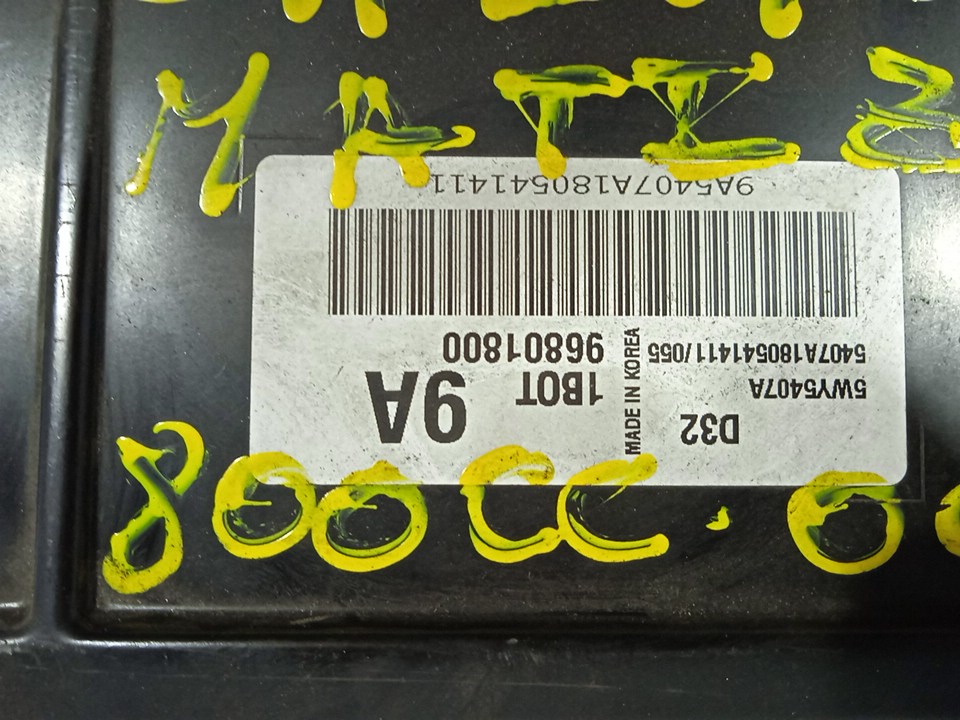 MATIZ
9A5407A180541411
96801800
5407A180541411/055
1BOT
5WY5407A
9A
D32
MADE IN KOREA
800CC.